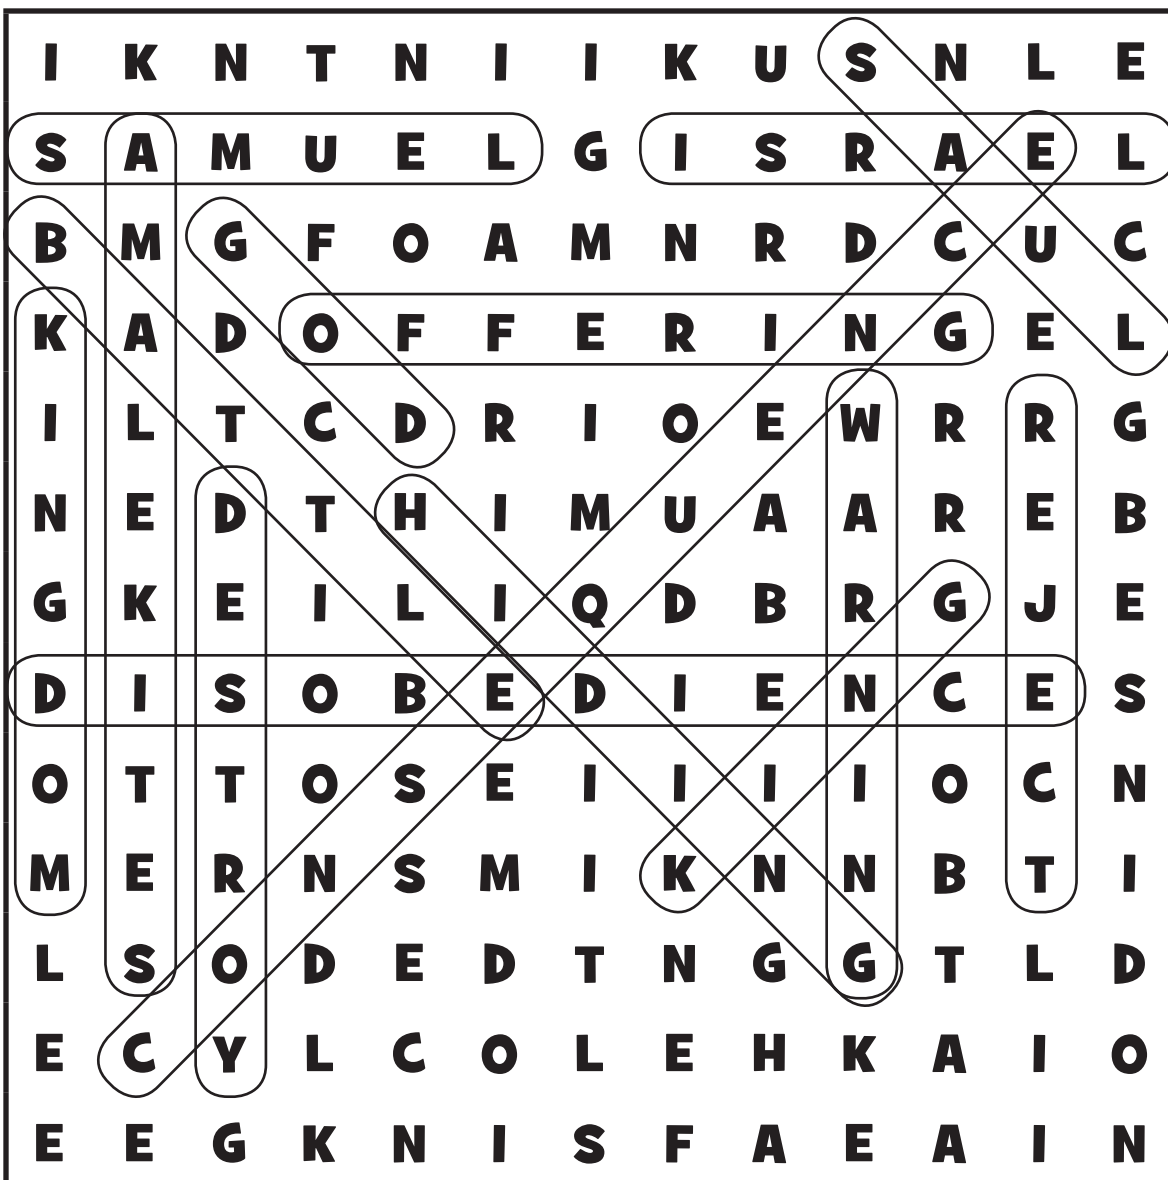 I K N T N I I K U S N L E
S A M U E L G I S R A E L
B M G F O A M N R D C U C
K A D O F F E R I N G E L
I L T C D R I O E W R R G
N E D T H I M U A A R E B
G K E I L I Q D B R G J E
D I S O B E D I E N C E S
O T T O S E I I I I O C N
M E R N S M I K N N B T I
L S O D E D T N G G T L D
E C Y L C O L E H K A I O
E E G K N I S F A E A I N